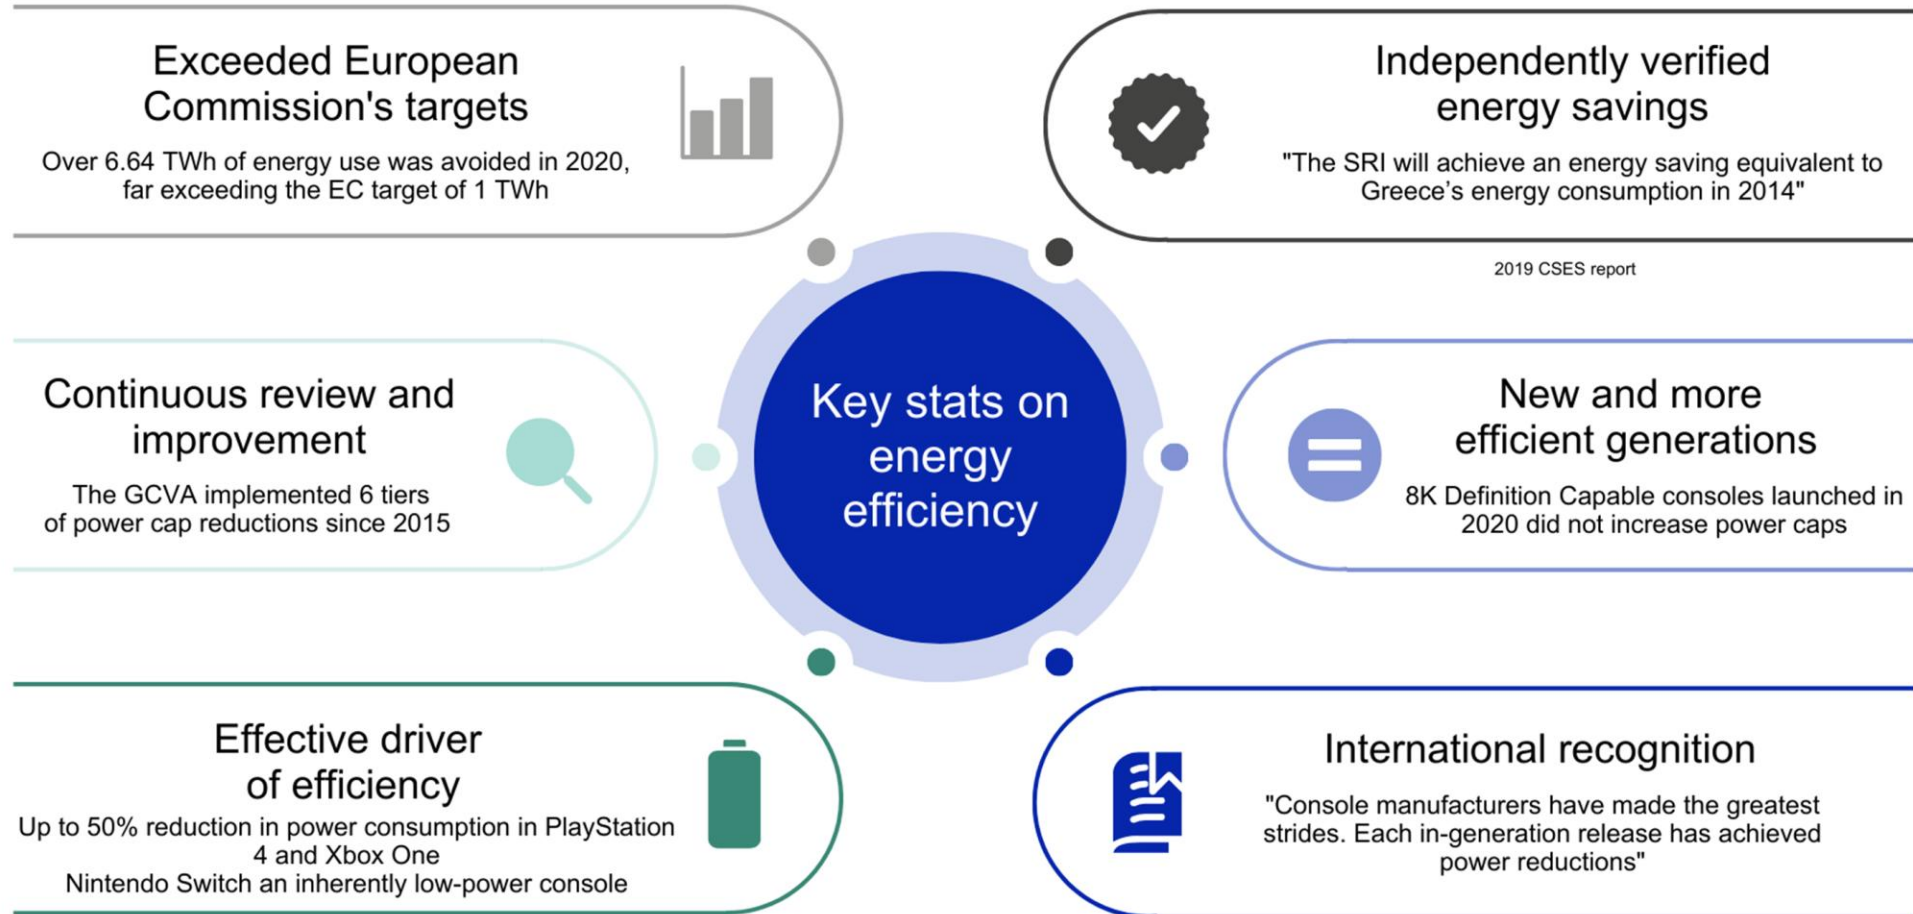 Exceeded European
Commission's targets
Over 6.64 TWh of energy use was avoided in 2020,
far exceeding the EC target of 1 TWh
Independently verified
energy savings
"The SRI will achieve an energy saving equivalent to
Greece’s energy consumption in 2014"
2019 CSES report
Key stats on
energy
efficiency
Continuous review and
improvement
The GCVA implemented 6 tiers
of power cap reductions since 2015
New and more
efficient generations
8K Definition Capable consoles launched in
2020 did not increase power caps
Effective driver
of efficiency
Up to 50% reduction in power consumption in PlayStation
4 and Xbox One
Nintendo Switch an inherently low-power console
International recognition
"Console manufacturers have made the greatest
strides. Each in-generation release has achieved
power reductions"